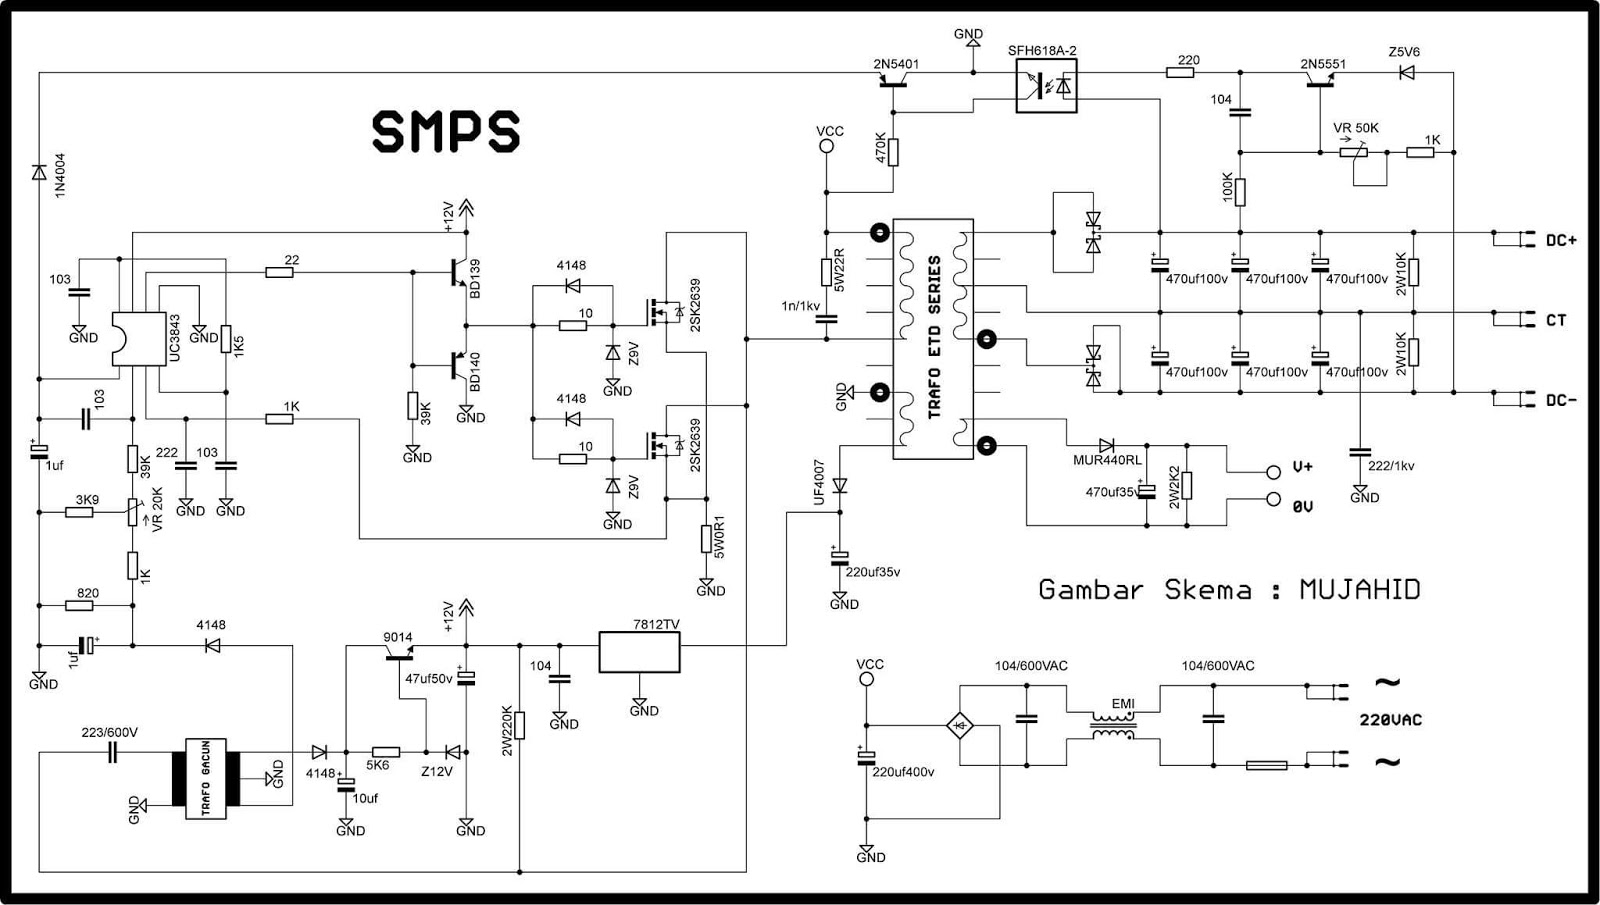 GND
2N5401
SFH618A-2
220
2N5551
Z5V6
SMPS
104
VCC
470K
VR 50K
1K
1N4004
100K
+12V
DC+
22
4148
BD139
103
5W22R
470uf100v
470uf100v
470uf100v
2W10K
2SK2639
1n/1kv
10
GND
GND
UC3843
1K5
TRAFO ETD SERIES
CT
Z9V
BD140
2W10K
470uf100v
470uf100v
470uf100v
GND
GND
DC-
103
39K
GND
4148
1K
10
2SK2639
GND
222
103
1uf
39K
MUR440RL
V+
222/1kv
UF4007
Z9V
470uf35v
2W2K2
GND
3K9
VR 20K
GND
GND
0V
GND
5W0R1
1K
220uf35v
GND
GND
Gambar Skema : MUJAHID
820
+12V
4148
9014
7812TV
1uf
GND
47uf50v
104
VCC
104/600VAC
104/600VAC
~
GND
GND
EMI
220VAC
223/600V
2W220K
TRAFO GACUN
GND
4148
5K6
Z12V
220uf400v
~
GND
10uf
GND
GND
GND